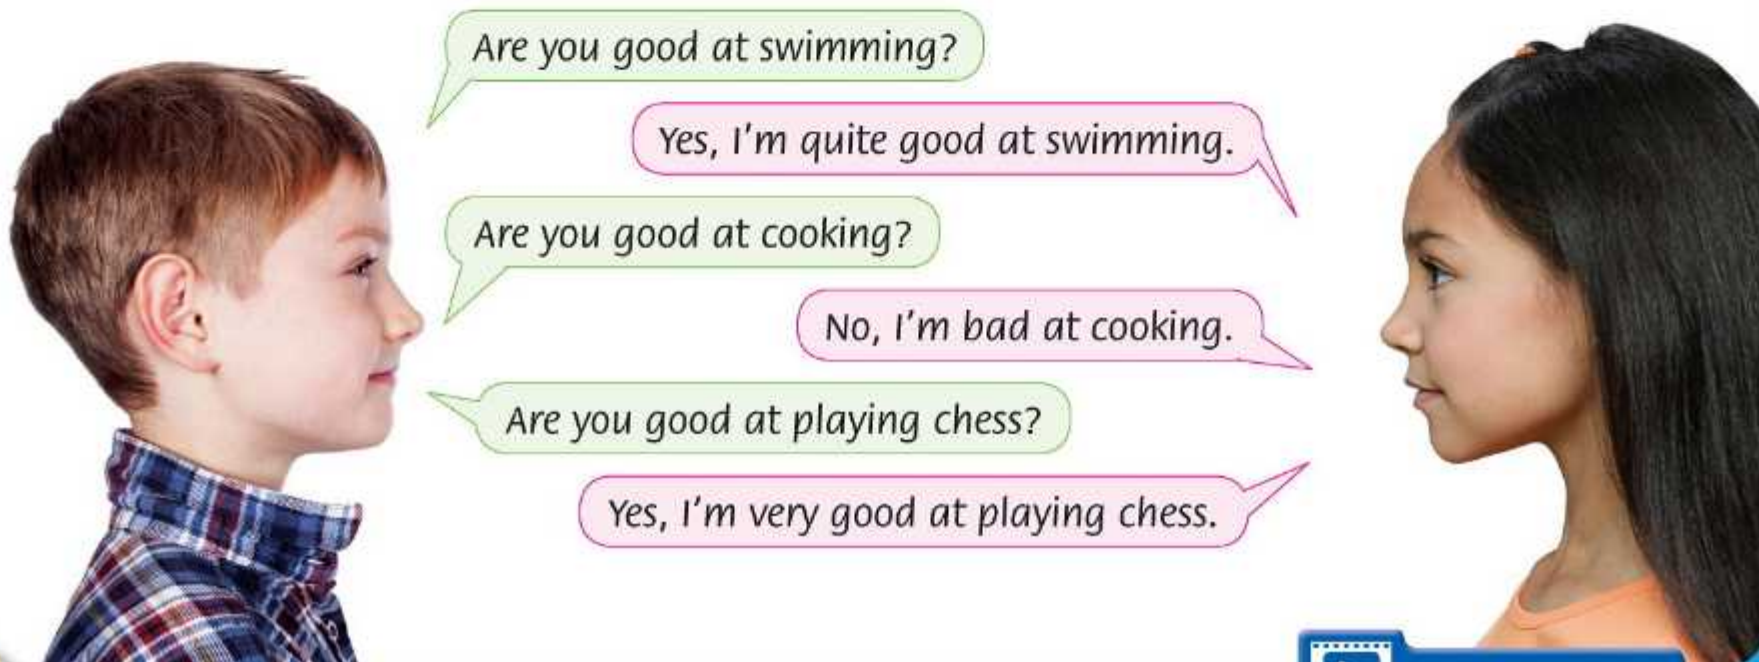 Are you good at swimming?
Yes, I'm quite good at swimming.
Are you good at cooking?
No, I'm bad at cooking.
Are you good at playing chess?
Yes, I'm very good at playing chess.